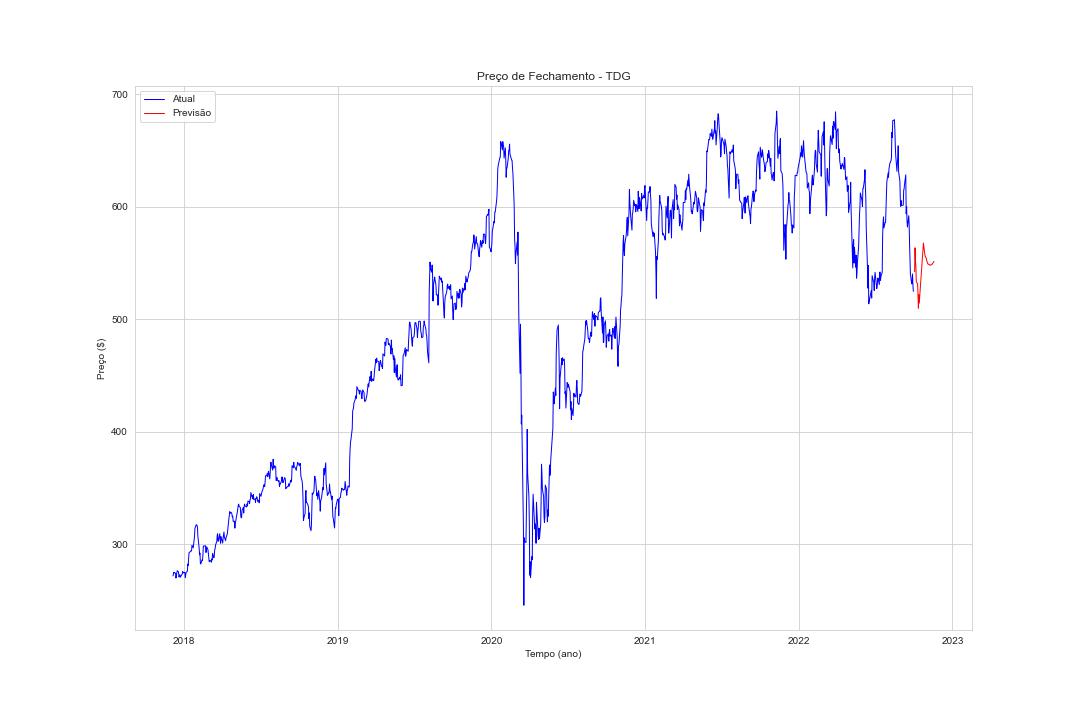 Preço de Fechamento - TDG
Atual
Previsão
700
600
500
400
300
Preço ($)
2018 2019 2020 2021 2022 2023
Tempo (ano)